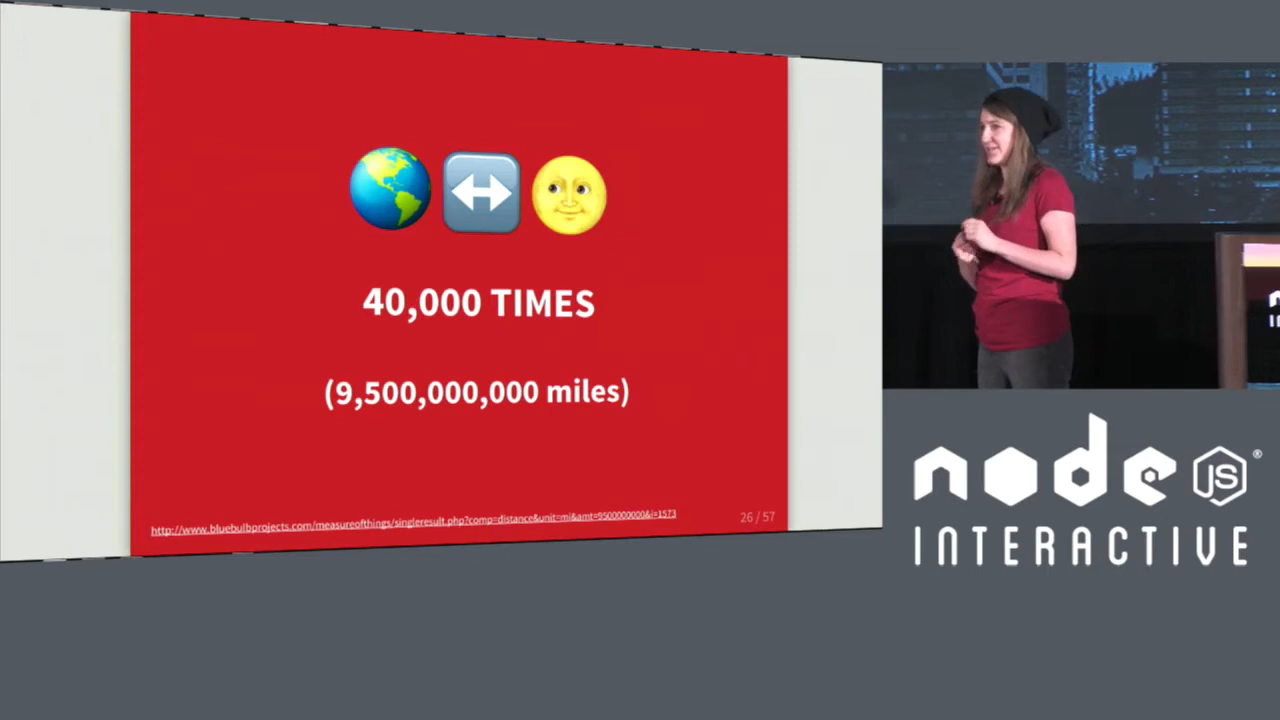 40,000 TIMES
(9,500,000,000 miles)
http://www.bluebulbprojects.com/measureofthings/singleresult.php?comp=distance&unit=mi&amt=9500000000&i=1573
26 / 57
node JS ®
INTERACTIVE